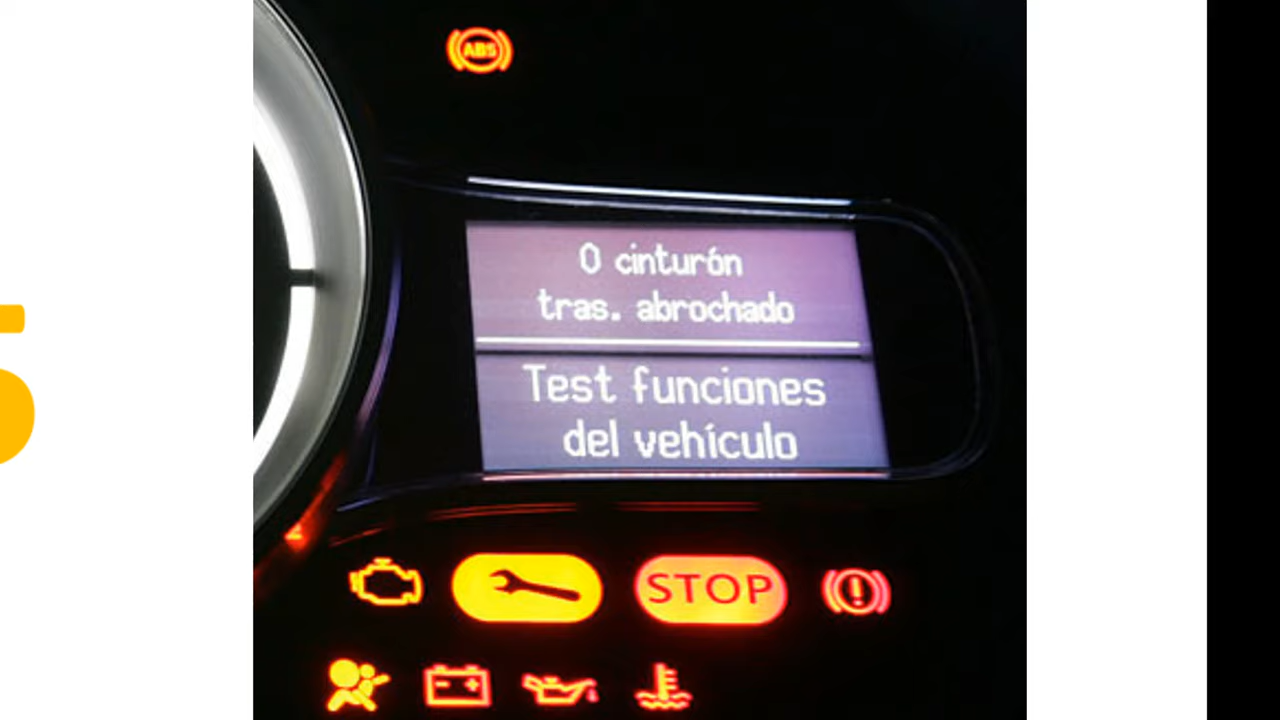 ABS
0 cinturón
tras. abrochado
Test funciones
del vehículo
STOP